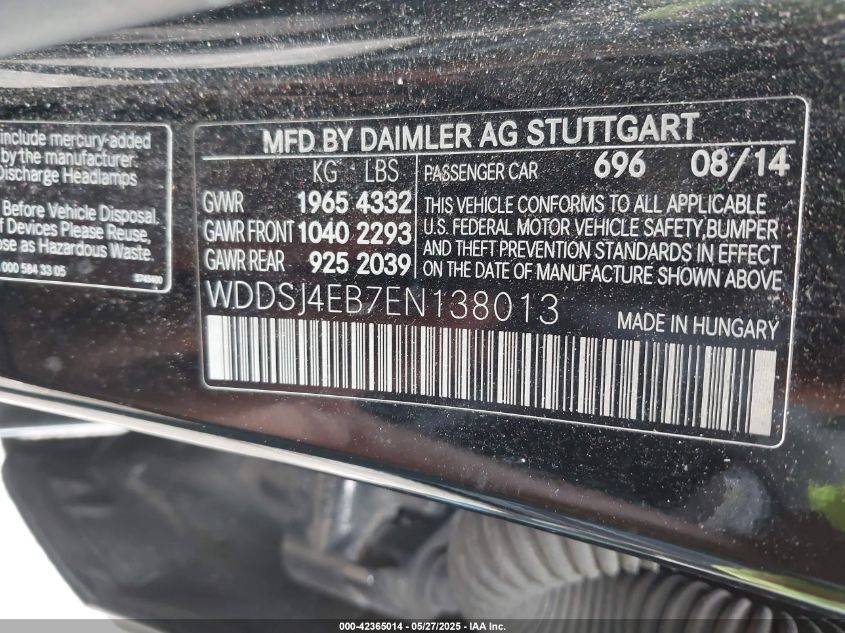 include mercury-added
by the manufacturer:
Discharge Headlamps
Before Vehicle Disposal.
f Devices Please Reuse,
ose as Hazardous Waste.
000 584 33 05
MFD BY DAIMLER AG STUTTGART
KG LBS
GVWR 1965 4332
GAWR FRONT 1040 2293
GAWR REAR 925 2039
PASSENGER CAR 696 08/14
THIS VEHICLE CONFORMS TO ALL APPLICABLE
U.S. FEDERAL MOTOR VEHICLE SAFETY,BUMPER
AND THEFT PREVENTION STANDARDS IN EFFECT
ON THE DATE OF MANUFACTURE SHOWN ABOVE
WDDSJ4EB7EN138013
MADE IN HUNGARY
000-42365014 - 05/27/2025 - IAA Inc.